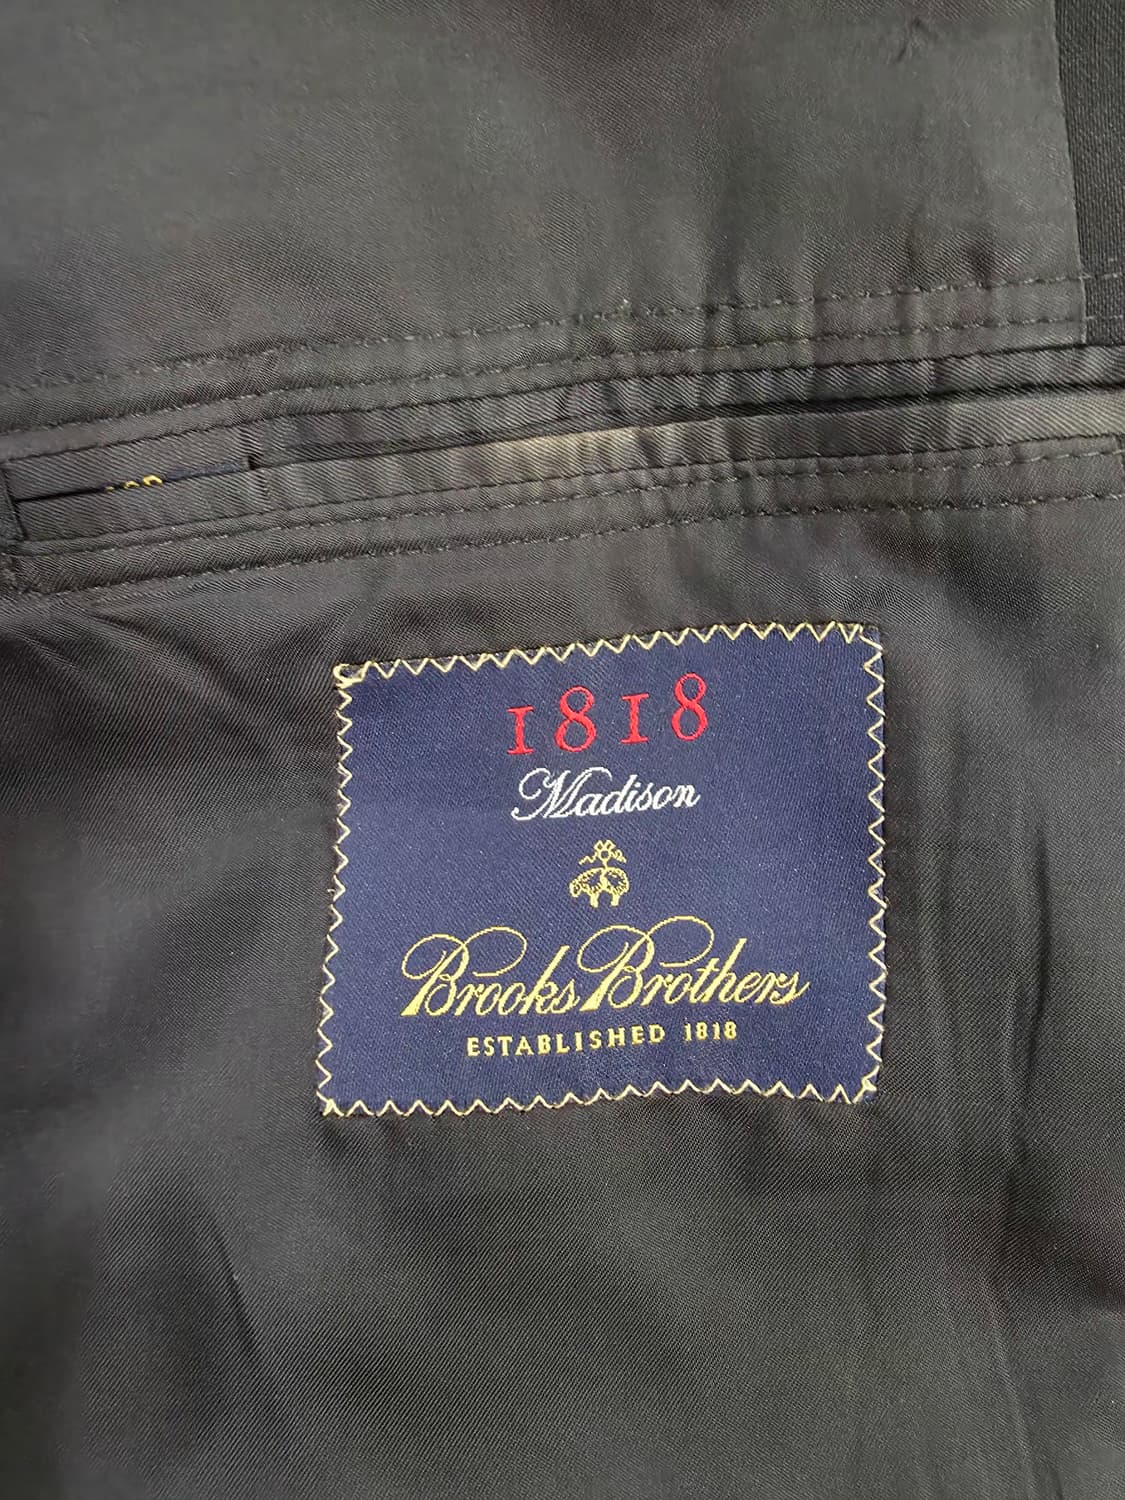 1818
Madison
Brooks Brothers
ESTABLISHED 1818